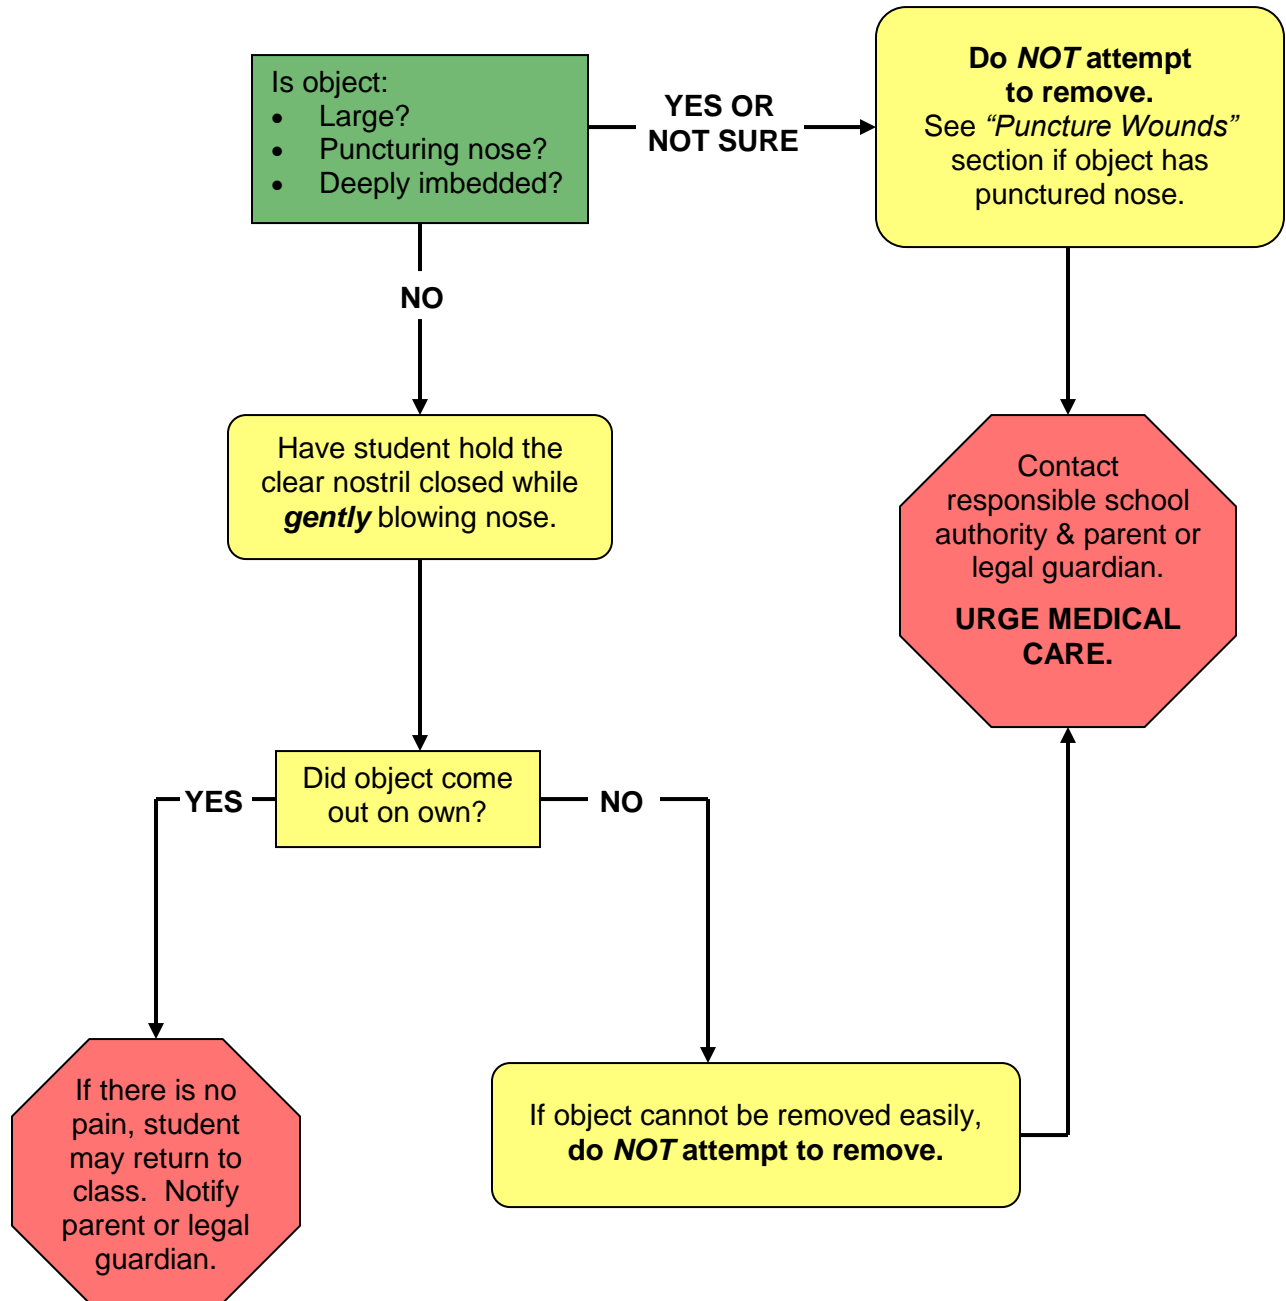 Is object:
• Large?
• Puncturing nose?
• Deeply imbedded?
YES OR
NOT SURE
Do NOT attempt
to remove.
See “Puncture Wounds”
section if object has
punctured nose.
NO
Have student hold the
clear nostril closed while
gently blowing nose.
Contact
responsible school
authority & parent or
legal guardian.
URGE MEDICAL
CARE.
Did object come
out on own?
YES
NO
If there is no
pain, student
may return to
class. Notify
parent or legal
guardian.
If object cannot be removed easily,
do NOT attempt to remove.